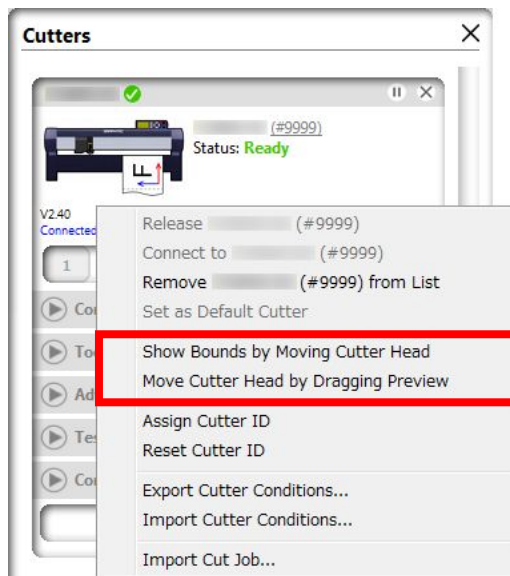 Cutters
(#9999)
Status: Ready
F
V2.40
Connected
1
Release (#9999)
Connect to (#9999)
Remove (#9999) from List
Set as Default Cutter
Show Bounds by Moving Cutter Head
Move Cutter Head by Dragging Preview
Assign Cutter ID
Reset Cutter ID
Export Cutter Conditions...
Import Cutter Conditions...
Import Cut Job...